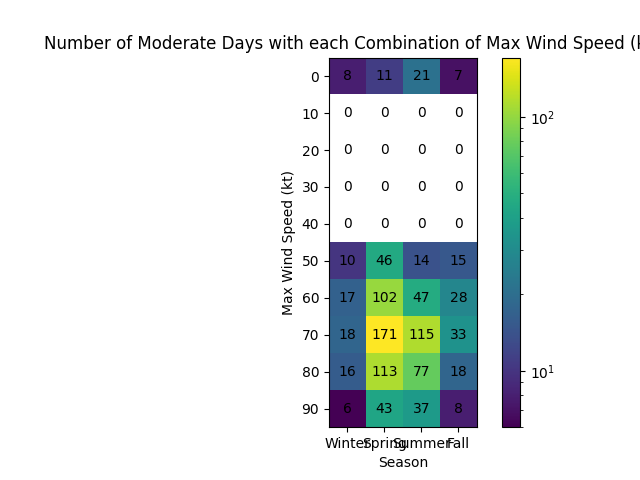 Number of Moderate Days with each Combination of Max Wind Speed
0 8 11 21 7
10 0 0 0 0
20 0 0 0 0
30 0 0 0 0
40 0 0 0 0
50 10 46 14 15
60 17 102 47 28
70 18 171 115 33
80 16 113 77 18
90 6 43 37 8
Max Wind Speed (kt)
Winter Spring Summer Fall
Season
10²
10¹